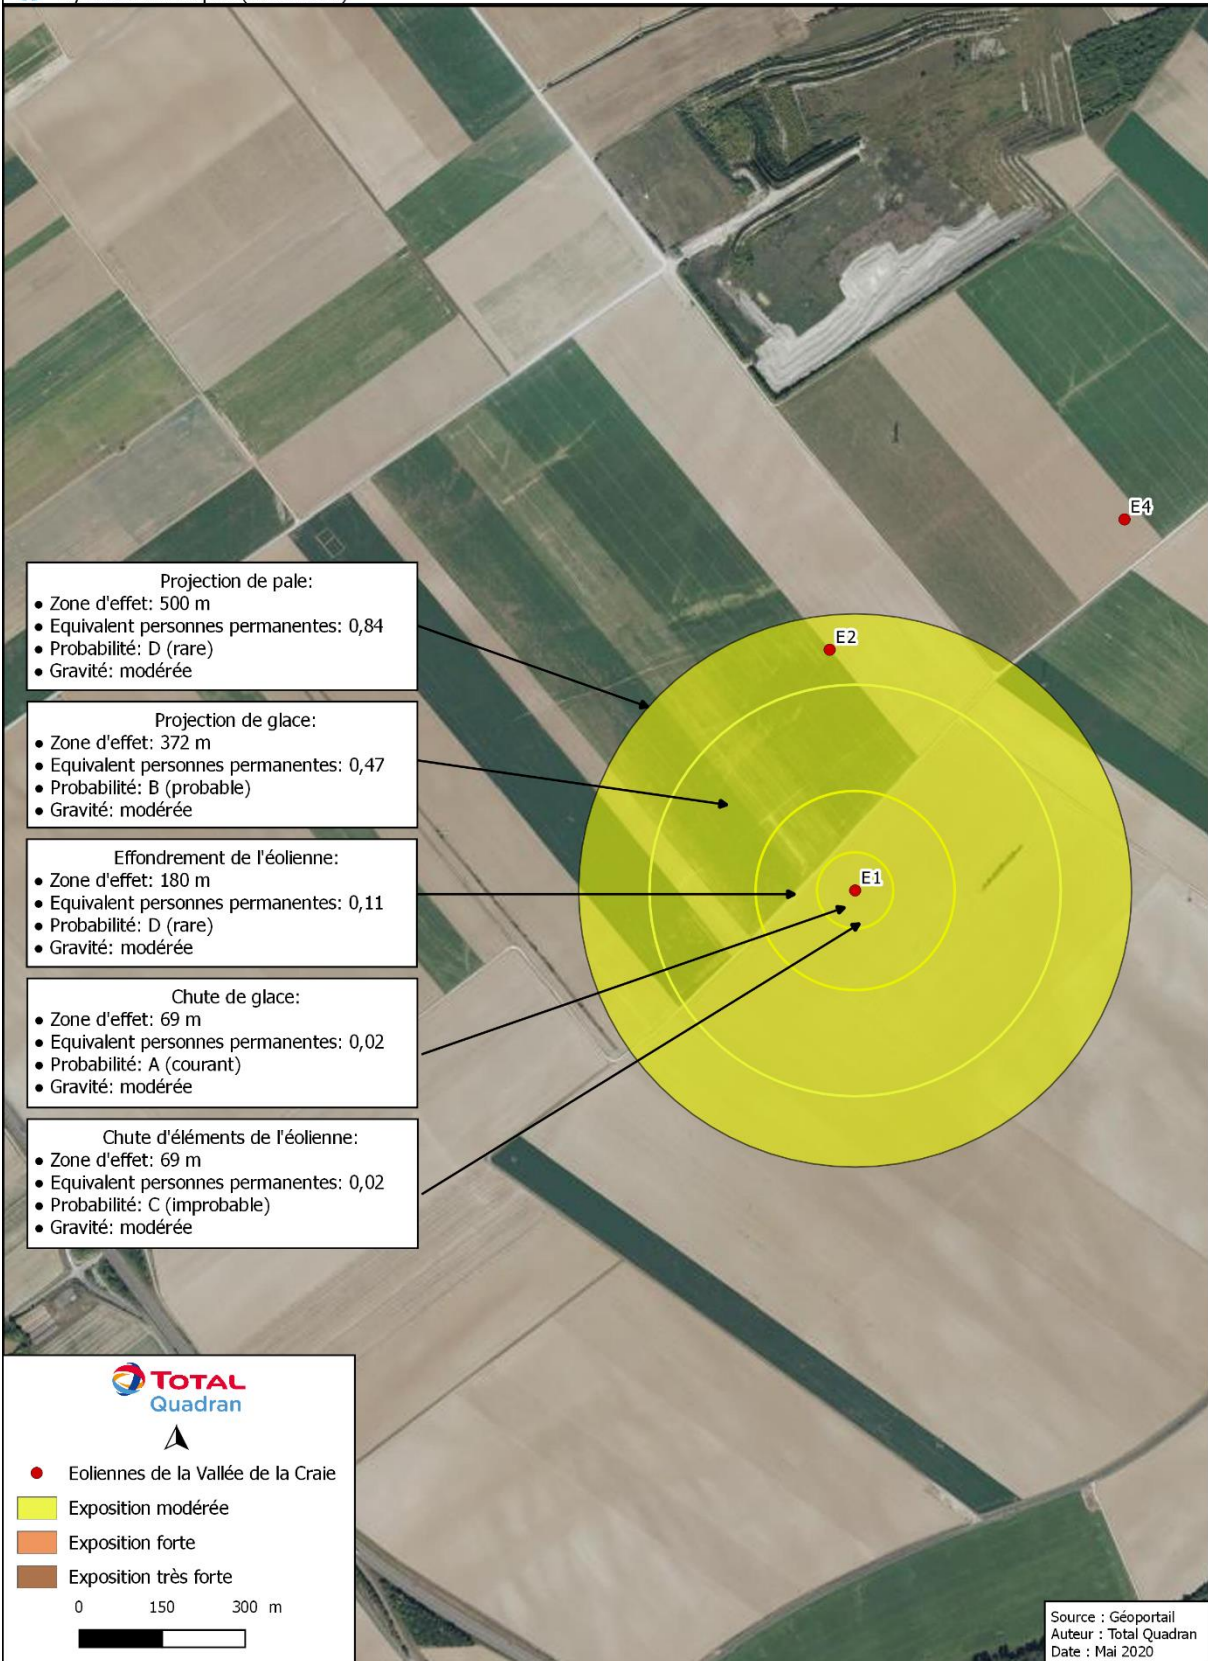 E4
E2
E1
Projection de pale:
● Zone d'effet: 500 m
● Equivalent personnes permanentes: 0,84
● Probabilité: D (rare)
● Gravité: modérée
Projection de glace:
● Zone d'effet: 372 m
● Equivalent personnes permanentes: 0,47
● Probabilité: B (probable)
● Gravité: modérée
Effondrement de l'éolienne:
● Zone d'effet: 180 m
● Equivalent personnes permanentes: 0,11
● Probabilité: D (rare)
● Gravité: modérée
Chute de glace:
● Zone d'effet: 69 m
● Equivalent personnes permanentes: 0,02
● Probabilité: A (courant)
● Gravité: modérée
Chute d'éléments de l'éolienne:
● Zone d'effet: 69 m
● Equivalent personnes permanentes: 0,02
● Probabilité: C (improbable)
● Gravité: modérée
TOTAL
Quadran
Eoliennes de la Vallée de la Craie
Exposition modérée
Exposition forte
Exposition très forte
0 150 300 m
Source : Géoportail
Auteur : Total Quadran
Date : Mai 2020